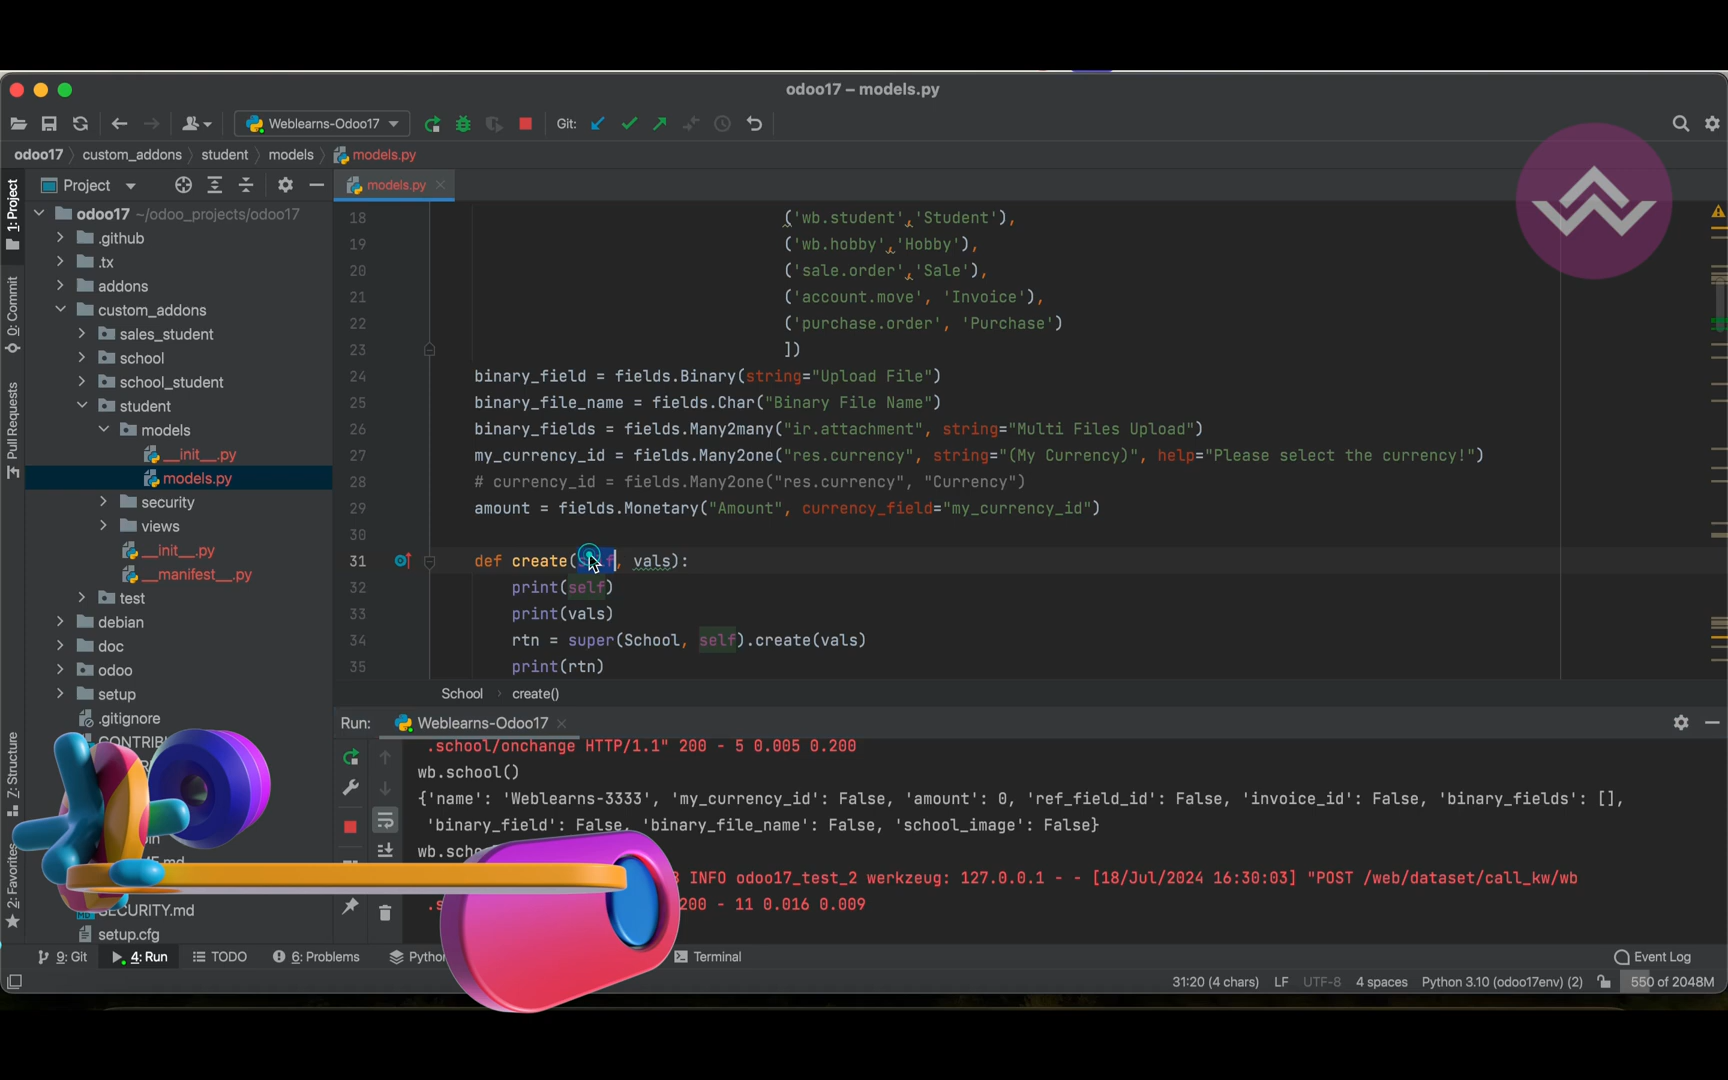 odoo17 – models.py
Weblearns-Odoo17
Git:
odoo17 custom_addons student models models.py
1: Project
0: Commit
Pull Requests
Z: Structure
2: Favorites
Project
odoo17 ~/odoo_projects/odoo17
.github
.tx
addons
custom_addons
sales_student
school
school_student
student
models
__init__.py
models.py
security
views
__init__.py
__manifest__.py
test
debian
doc
odoo
setup
.gitignore
SECURITY.md
setup.cfg
models.py
18 ('wb.student','Student'),
19 ('wb.hobby','Hobby'),
20 ('sale.order','Sale'),
21 ('account.move', 'Invoice'),
22 ('purchase.order', 'Purchase')
23 ])
24 binary_field = fields.Binary(string="Upload File")
25 binary_file_name = fields.Char("Binary File Name")
26 binary_fields = fields.Many2many("ir.attachment", string="Multi Files Upload")
27 my_currency_id = fields.Many2one("res.currency", string="(My Currency)", help="Please select the currency!")
28 # currency_id = fields.Many2one("res.currency", "Currency")
29 amount = fields.Monetary("Amount", currency_field="my_currency_id")
30
31 def create(self, vals):
32 print(self)
33 print(vals)
34 rtn = super(School, self).create(vals)
35 print(rtn)
School create()
Run: Weblearns-Odoo17
.school/onchange HTTP/1.1" 200 - 5 0.005 0.200
wb.school()
{'name': 'Weblearns-3333', 'my_currency_id': False, 'amount': 0, 'ref_field_id': False, 'invoice_id': False, 'binary_fields': [],
'binary_field': False, 'binary_file_name': False, 'school_image': False}
INFO odoo17_test_2 werkzeug: 127.0.0.1 - - [18/Jul/2024 16:30:03] "POST /web/dataset/call_kw/wb
200 - 11 0.016 0.009
9: Git 4: Run TODO 6: Problems Terminal Event Log
31:20 (4 chars) LF UTF-8 4 spaces Python 3.10 (odoo17env) (2) 550 of 2048M